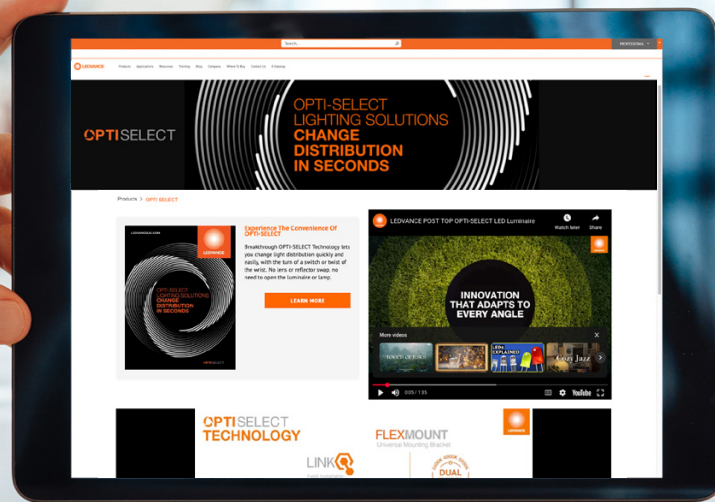 Search...
PROFESSIONAL
LEDVANCE
Products Applications Resources Training Blog Company Where To Buy Contact Us E-Catalog
OPTISELECT
OPTI-SELECT
LIGHTING SOLUTIONS
CHANGE
DISTRIBUTION
IN SECONDS
Products > OPTI SELECT
LEDVANCEUS.COM
LEDVANCE
OPTI-SELECT
LIGHTING SOLUTIONS
CHANGE
DISTRIBUTION
IN SECONDS
OPTISELECT
Experience The Convenience Of
OPTI-SELECT
Breakthrough OPTI-SELECT Technology lets
you change light distribution quickly and
easily, with the turn of a switch or twist of
the wrist. No lens or reflector swap, no
need to open the luminaire or lamp.
LEARN MORE
LEDVANCE POST TOP OPTI-SELECT LED Luminaire
Watch later
Share
INNOVATION
THAT ADAPTS TO
EVERY ANGLE
More videos
LEDs
EXPLAINED
Cozy Jazz
0:05 / 1:35
YouTube
OPTISELECT
TECHNOLOGY
LINK
FLEXMOUNT
Universal Mounting Bracket
DUAL